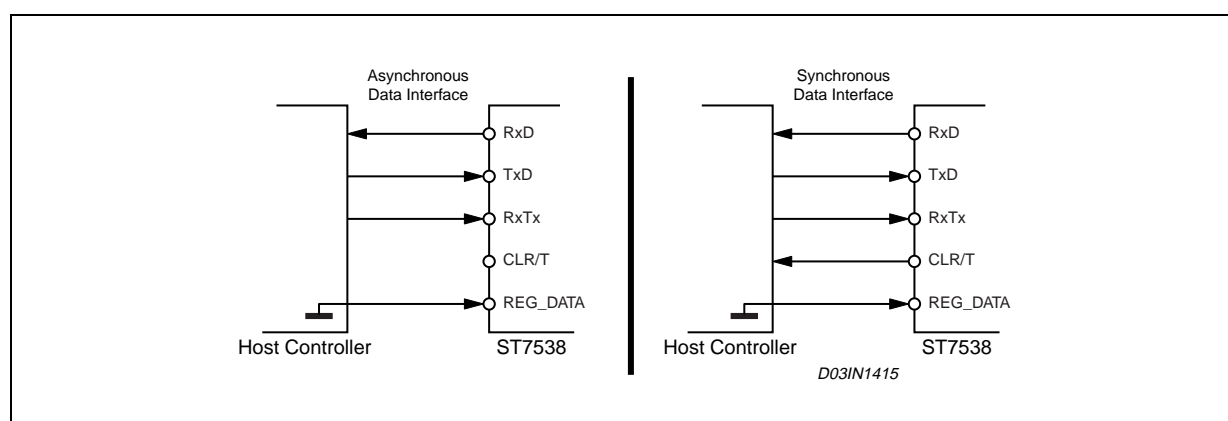 Asynchronous
Data Interface
RxD
TxD
RxTx
CLR/T
REG_DATA
Host Controller
ST7538
Synchronous
Data Interface
RxD
TxD
RxTx
CLR/T
REG_DATA
Host Controller
ST7538
D03IN1415